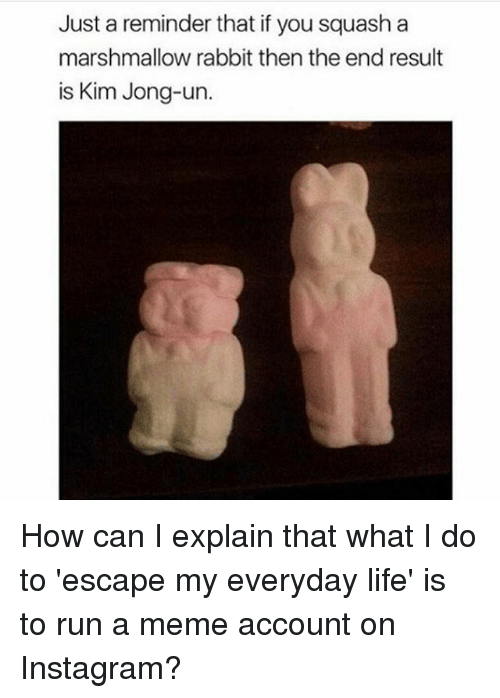 Just a reminder that if you squash a
marshmallow rabbit then the end result
is Kim Jong-un.
How can I explain that what I do
to 'escape my everyday life' is
to run a meme account on
Instagram?